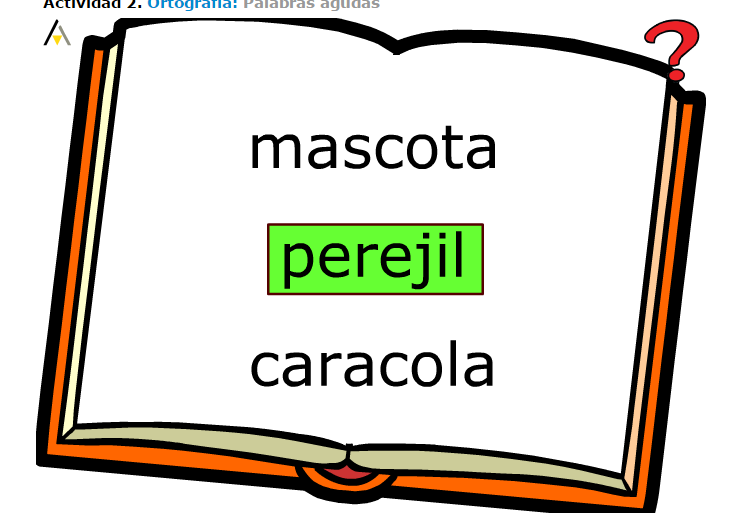 Actividad 2. Ortografía: Palabras agudas
?
mascota
perejil
caracola